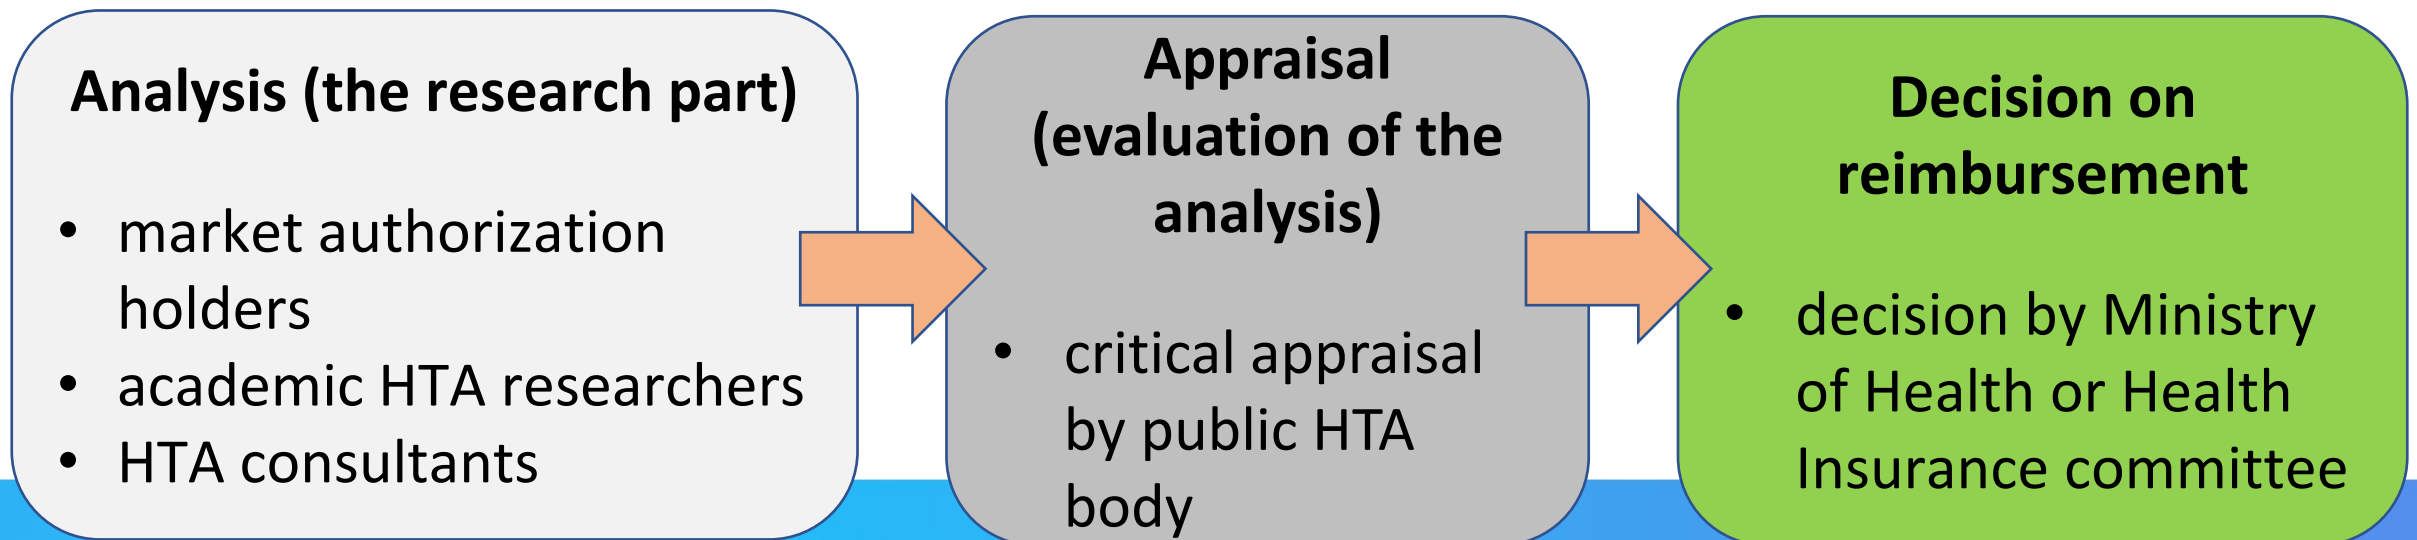 Analysis (the research part)
• market authorization
holders
• academic HTA researchers
• HTA consultants
Appraisal
(evaluation of the
analysis)
• critical appraisal
by public HTA
body
Decision on
reimbursement
• decision by Ministry
of Health or Health
Insurance committee